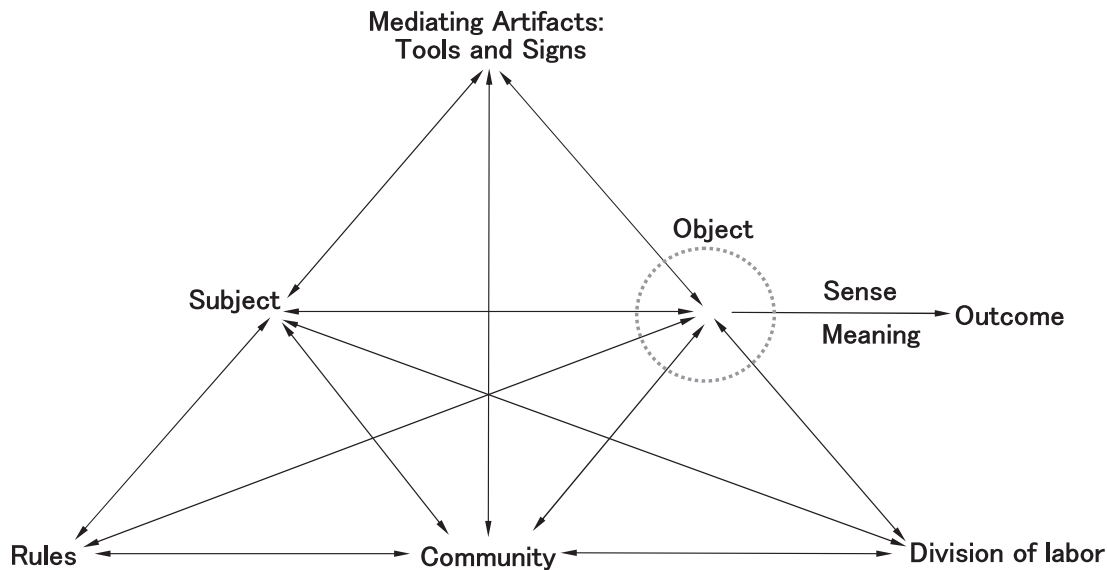 Mediating Artifacts:
Tools and Signs
Object
Subject
Sense
Meaning
Outcome
Rules
Community
Division of labor